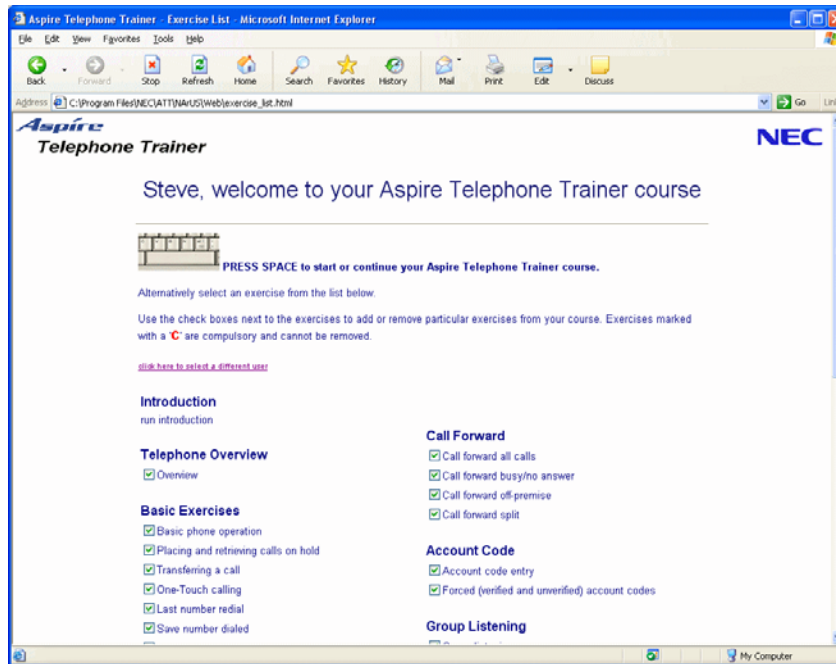 Aspire Telephone Trainer - Exercise List - Microsoft Internet Explorer
File Edit View Favorites Tools Help
Back Forward Stop Refresh Home Search Favorites History Mail Print Edit Discuss
Address C:\Program Files\NEC\ATT\NArUS\Web\exercise_list.html Go
Aspire
Telephone Trainer
NEC
Steve, welcome to your Aspire Telephone Trainer course
PRESS SPACE to start or continue your Aspire Telephone Trainer course.
Alternatively select an exercise from the list below.
Use the check boxes next to the exercises to add or remove particular exercises from your course. Exercises marked
with a "C" are compulsory and cannot be removed.
click here to select a different user
Introduction
run introduction
Telephone Overview
Overview
Basic Exercises
Basic phone operation
Placing and retrieving calls on hold
Transferring a call
One-Touch calling
Last number redial
Save number dialed
Call Forward
Call forward all calls
Call forward busy/no answer
Call forward off-premise
Call forward split
Account Code
Account code entry
Forced (verified and unverified) account codes
Group Listening
My Computer